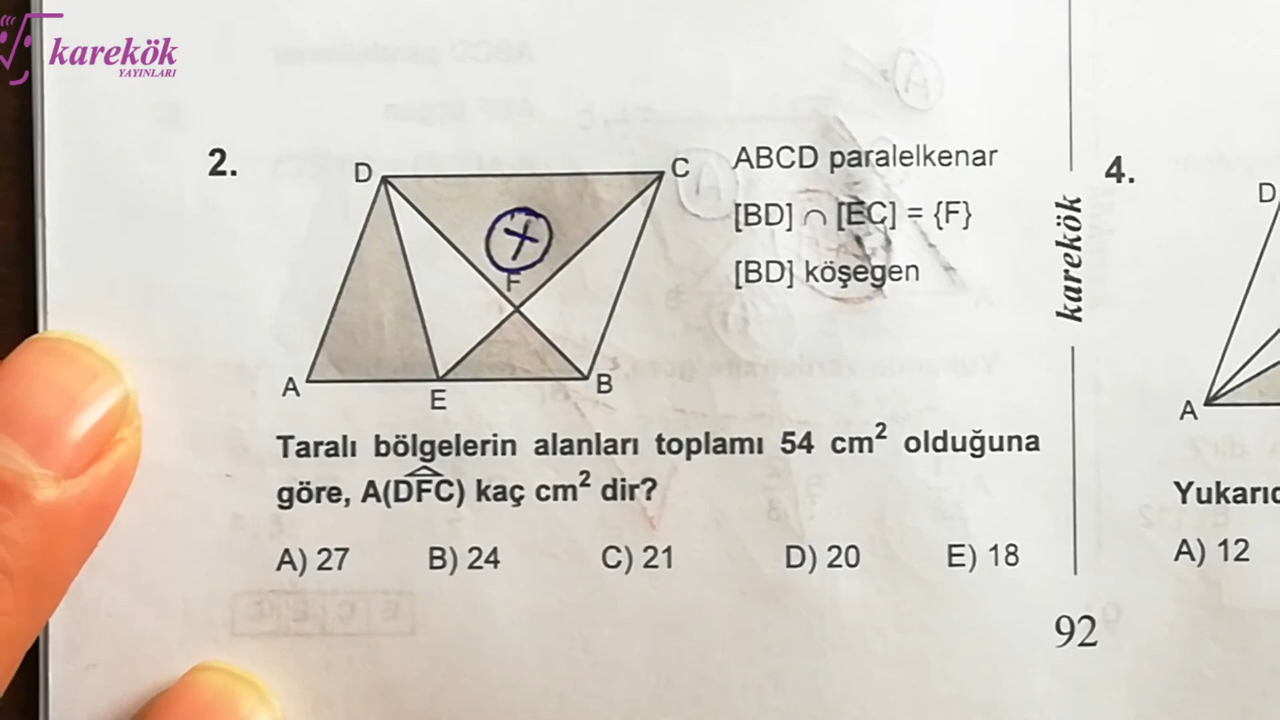 karekök
YAYINLARI
2.
D
C
F
A
E
B
ABCD paralelkenar
[BD] ∩ [EC] = {F}
[BD] köşegen
Taralı bölgelerin alanları toplamı 54 cm² olduğuna
göre, A(DFC) kaç cm² dir?
A) 27 B) 24 C) 21 D) 20 E) 18
karekök
92
4.
D
A
A) 12